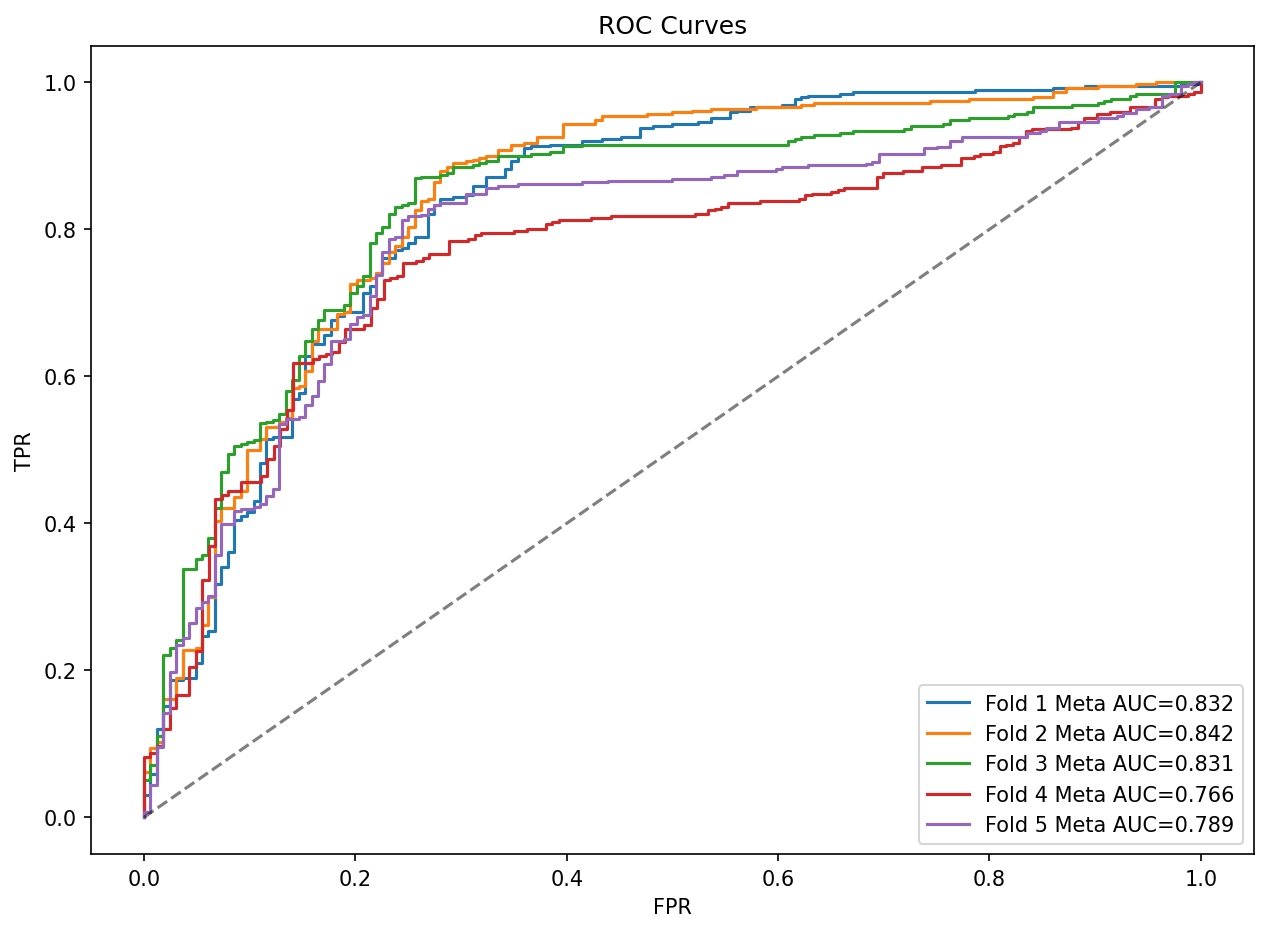 ROC Curves
TPR
1.0
0.8
0.6
0.4
0.2
0.0
0.0 0.2 0.4 0.6 0.8 1.0
FPR
Fold 1 Meta AUC=0.832
Fold 2 Meta AUC=0.842
Fold 3 Meta AUC=0.831
Fold 4 Meta AUC=0.766
Fold 5 Meta AUC=0.789